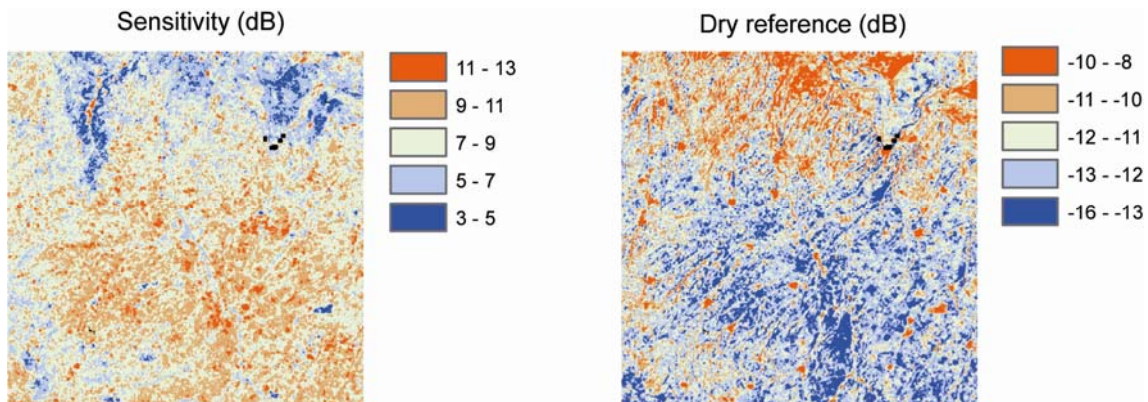 Sensitivity (dB)
11 - 13
9 - 11
7 - 9
5 - 7
3 - 5
Dry reference (dB)
-10 - -8
-11 - -10
-12 - -11
-13 - -12
-16 - -13